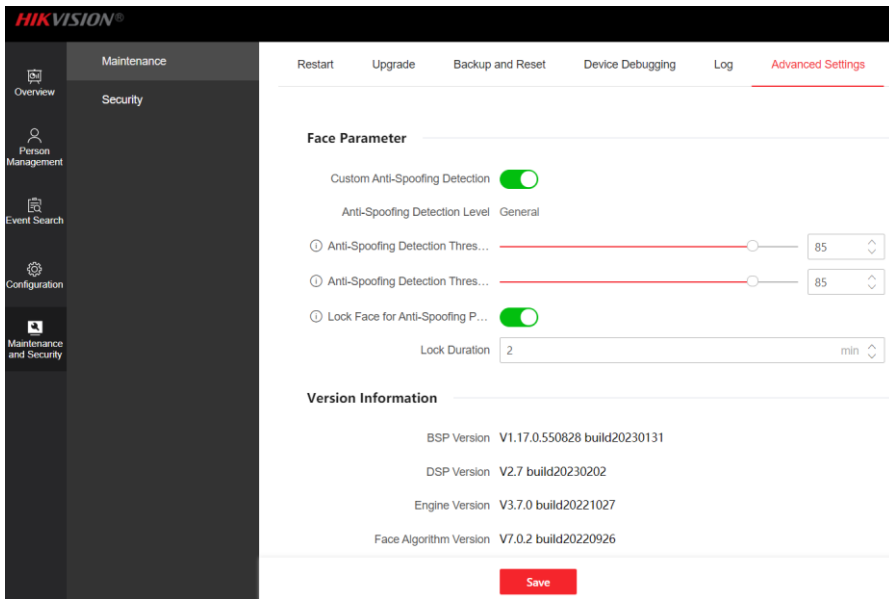 HIKVISION®
Overview
Person
Management
Event Search
Configuration
Maintenance
and Security
Maintenance
Security
Restart Upgrade Backup and Reset Device Debugging Log Advanced Settings
Face Parameter
Custom Anti-Spoofing Detection
Anti-Spoofing Detection Level General
Anti-Spoofing Detection Thres... 85
Anti-Spoofing Detection Thres... 85
Lock Face for Anti-Spoofing P...
Lock Duration 2 min
Version Information
BSP Version V1.17.0.550828 build20230131
DSP Version V2.7 build20230202
Engine Version V3.7.0 build20221027
Face Algorithm Version V7.0.2 build20220926
Save